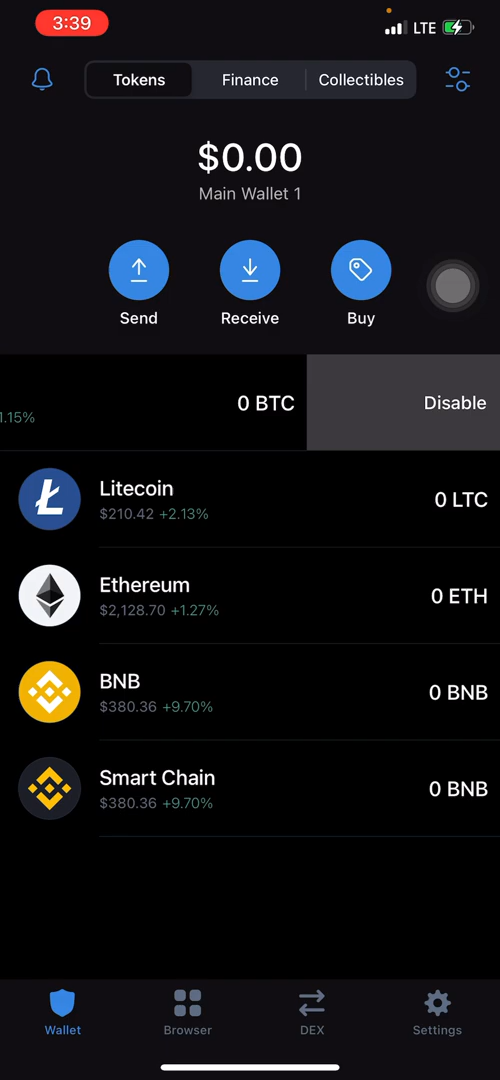 3:39
LTE
Tokens
Finance
Collectibles
$0.00
Main Wallet 1
Send
Receive
Buy
0 BTC
Disable
1.15%
Litecoin
$210.42 +2.13%
0 LTC
Ethereum
$2,128.70 +1.27%
0 ETH
BNB
$380.36 +9.70%
0 BNB
Smart Chain
$380.36 +9.70%
0 BNB
Wallet
Browser
DEX
Settings